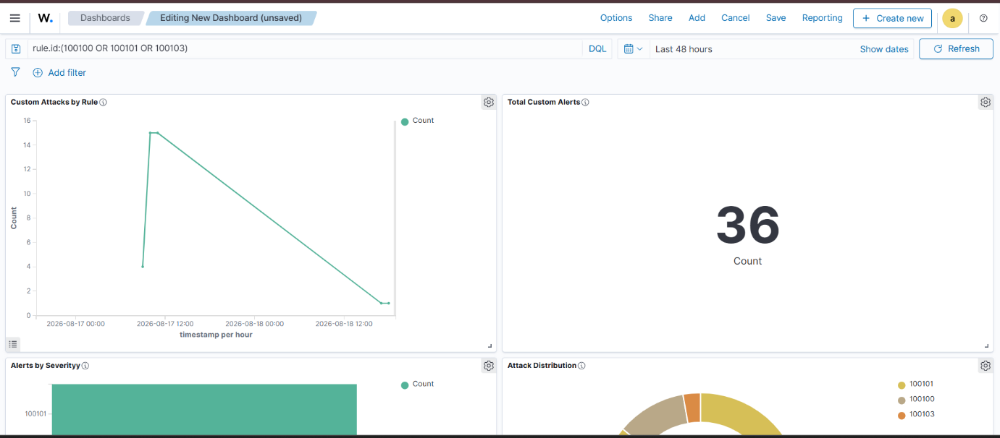 W.
Dashboards
Editing New Dashboard (unsaved)
Options
Share
Add
Cancel
Save
Reporting
Create new
a
rule.id:(100100 OR 100101 OR 100103)
DQL
Last 48 hours
Show dates
Refresh
Add filter
Custom Attacks by Rule
Count
16
14
12
10
8
6
4
2
0
Count
2026-08-17 00:00
2026-08-17 12:00
2026-08-18 00:00
2026-08-18 12:00
timestamp per hour
Total Custom Alerts
36
Count
Alerts by Severityy
Count
100101
Attack Distribution
100101
100100
100103